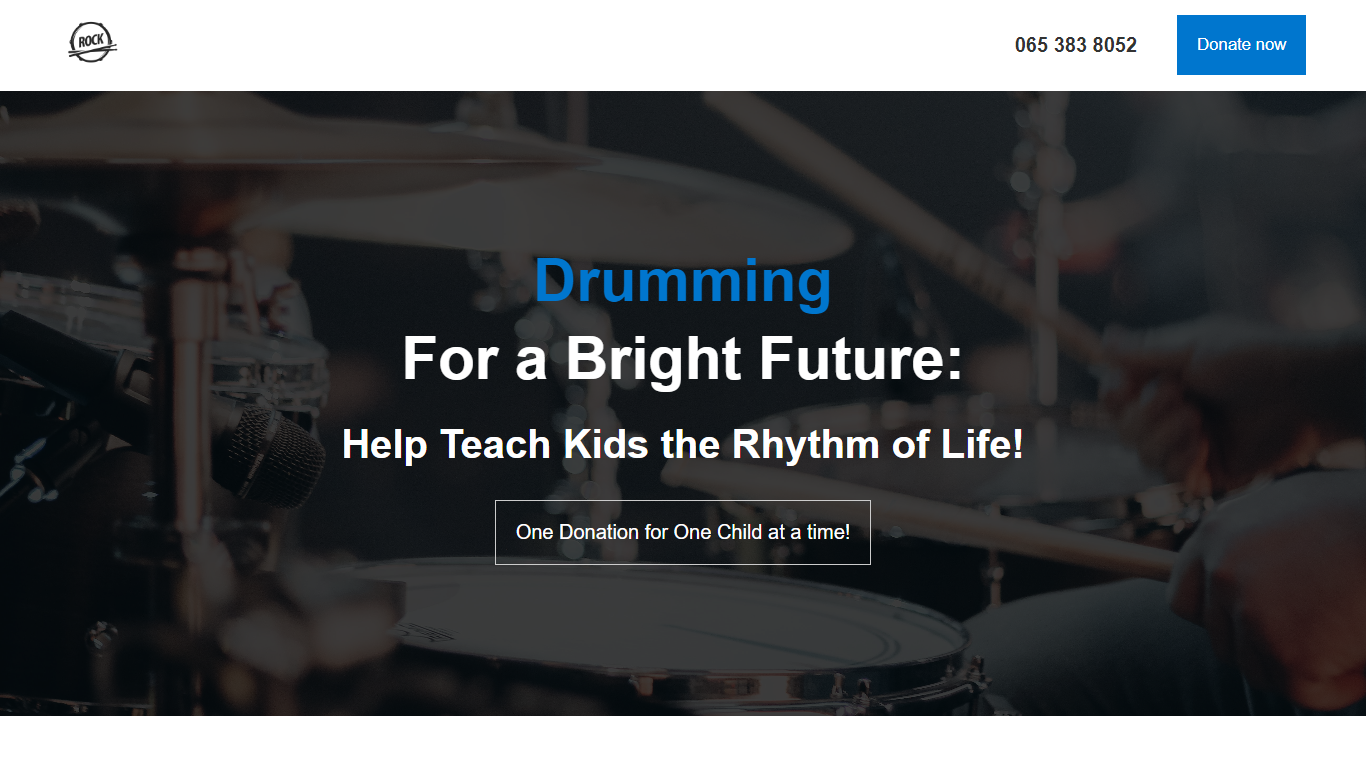 ROCK
065 383 8052
Donate now
Drumming
For a Bright Future:
Help Teach Kids the Rhythm of Life!
One Donation for One Child at a time!